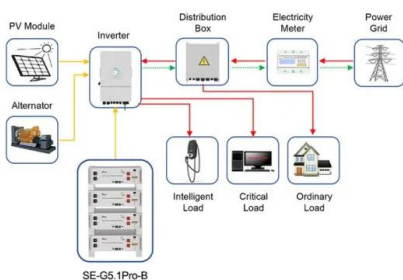 PV Module
Inverter
Distribution
Box
Electricity
Meter
Power
Grid
Alternator
Intelligent
Load
Critical
Load
Ordinary
Load
SE-G5.1Pro-B